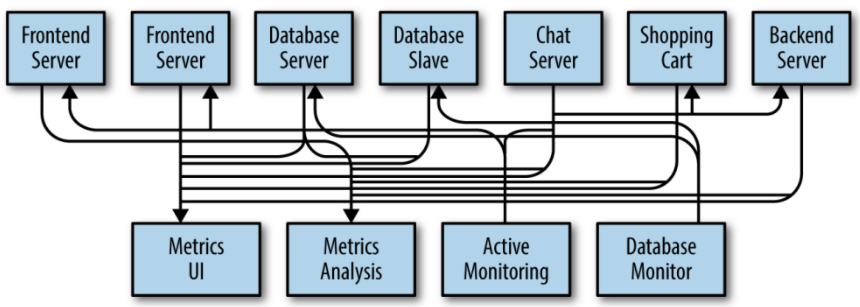 Frontend
Server
Frontend
Server
Database
Server
Database
Slave
Chat
Server
Shopping
Cart
Backend
Server
Metrics
UI
Metrics
Analysis
Active
Monitoring
Database
Monitor